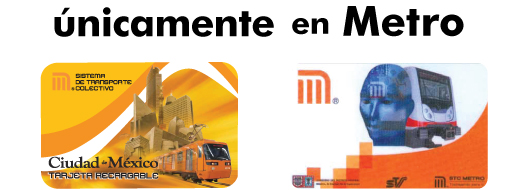 únicamente en Metro
SISTEMA
DE TRANSPORTE
COLECTIVO
Ciudad de México
TARJETA RECARGABLE
®
STC METRO